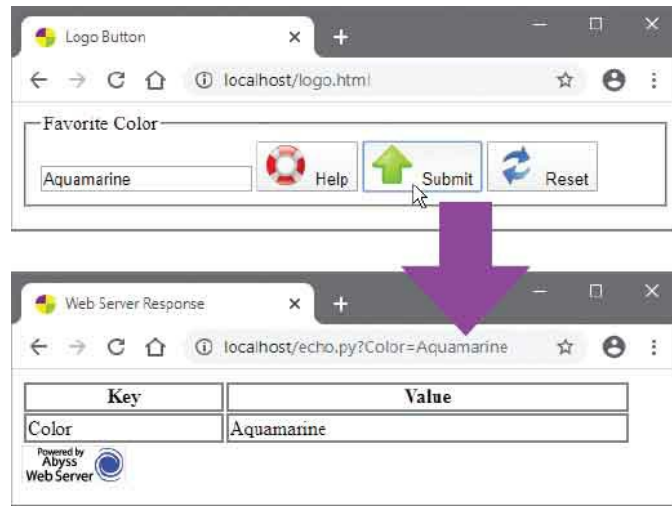 Logo Button
localhost/logo.html
Favorite Color
Aquamarine Help Submit Reset
Web Server Response
localhost/echo.py?Color=Aquamarine
Key Value
Color Aquamarine
Powered by
Abyss
Web Server